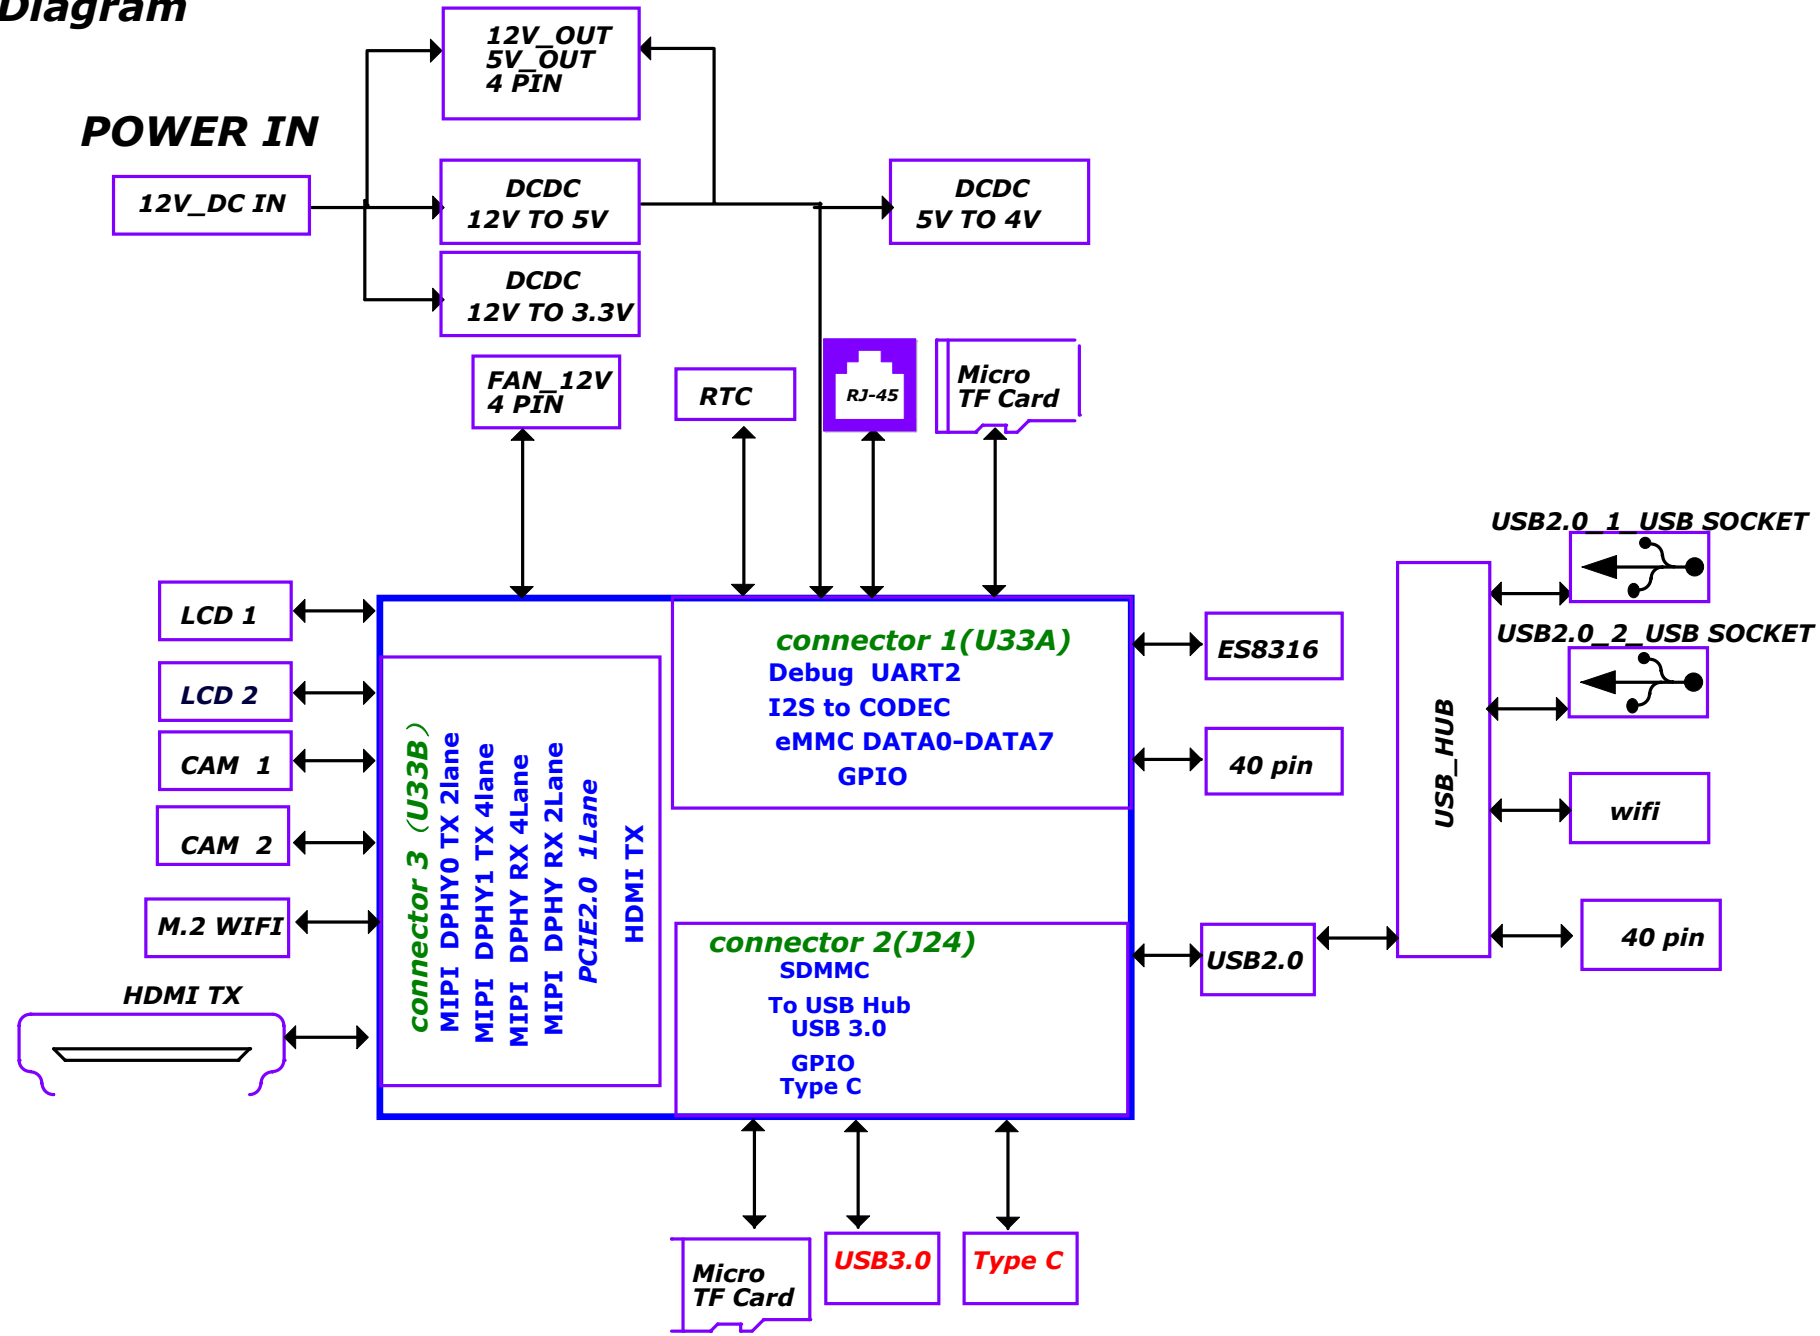 Diagram
12V_OUT
5V_OUT
4 PIN
POWER IN
12V_DC IN
DCDC
12V TO 5V
DCDC
5V TO 4V
DCDC
12V TO 3.3V
FAN_12V
4 PIN
RTC
RJ-45
Micro
TF Card
LCD 1
LCD 2
CAM 1
CAM 2
M.2 WIFI
HDMI TX
connector 3（U33B）
MIPI DPHY0 TX 2lane
MIPI DPHY1 TX 4lane
MIPI DPHY RX 4Lane
MIPI DPHY RX 2Lane
PCIE2.0 1Lane
HDMI TX
connector 1(U33A)
Debug UART2
I2S to CODEC
eMMC DATA0-DATA7
GPIO
connector 2(J24)
SDMMC
To USB Hub
USB 3.0
GPIO
Type C
ES8316
40 pin
USB2.0
USB_HUB
USB2.0_1_USB SOCKET
USB2.0_2_USB SOCKET
wifi
40 pin
Micro
TF Card
USB3.0
Type C